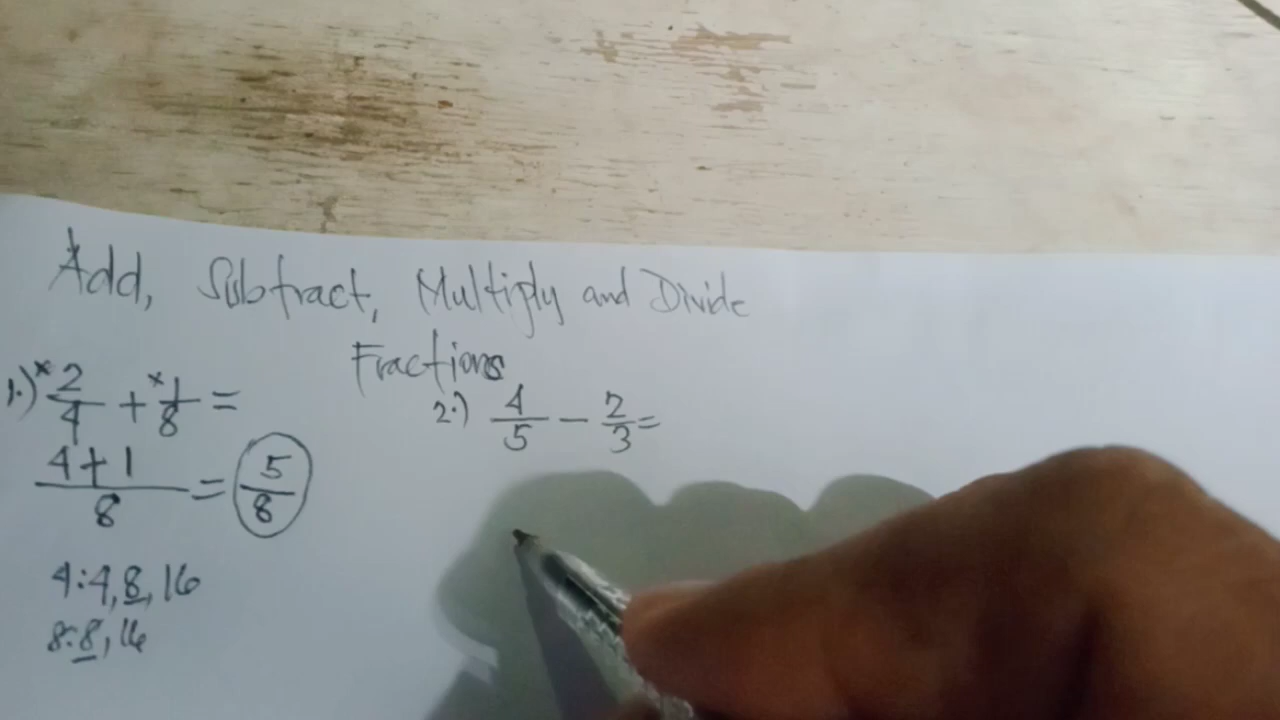 Add, Subtract, Multiply and Divide
Fractions
1.) × 2/4 + × 1/8 =
4+1/8 = 5/8
4:4,8,16
8:8,16
2.) 4/5 − 2/3 =